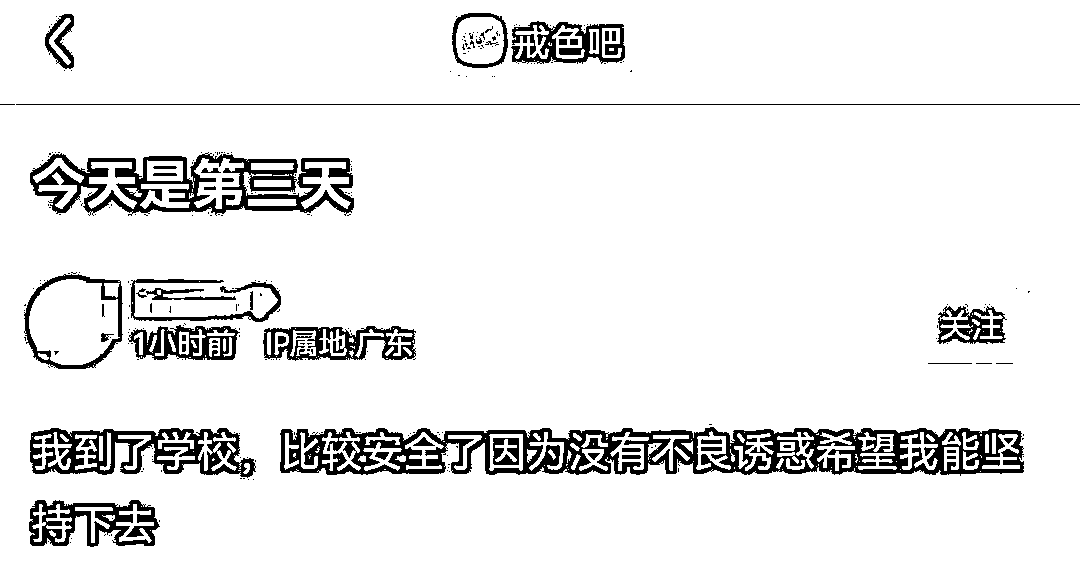 戒色吧
今天是第三天
1小时前 IP属地:广东
关注
我到了学校，比较安全了因为没有不良诱惑希望我能坚
持下去